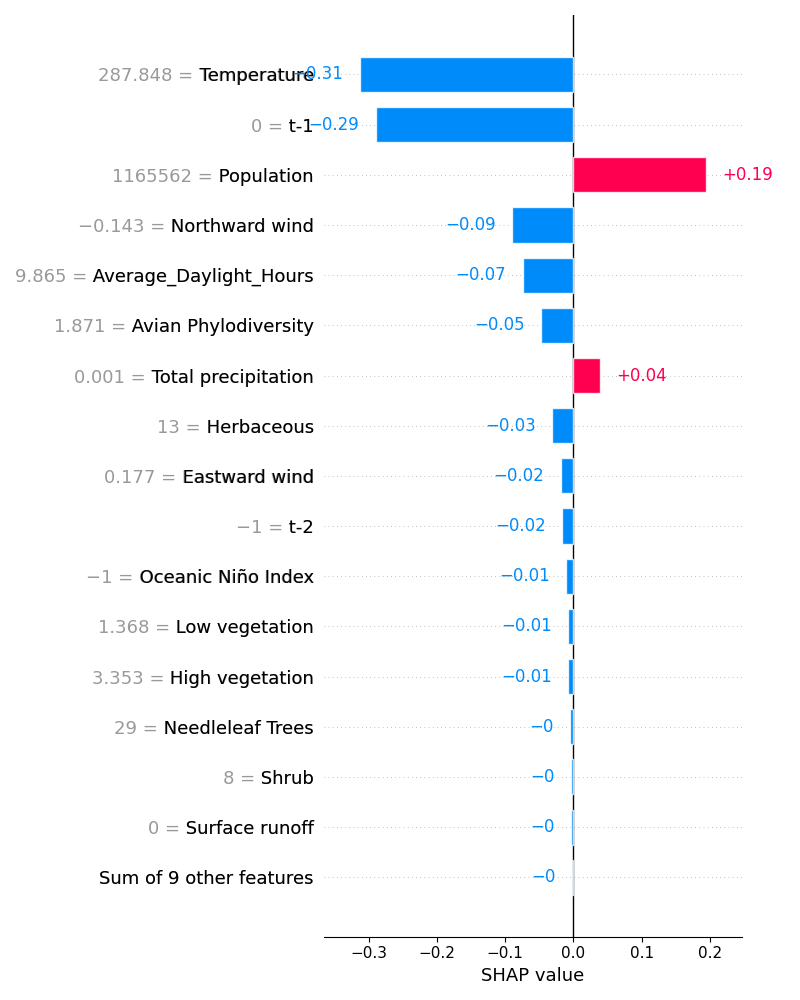 287.848 = Temperature −0.31
0 = t-1 −0.29
1165562 = Population +0.19
−0.143 = Northward wind −0.09
9.865 = Average_Daylight_Hours −0.07
1.871 = Avian Phylodiversity −0.05
0.001 = Total precipitation +0.04
13 = Herbaceous −0.03
0.177 = Eastward wind −0.02
−1 = t-2 −0.02
−1 = Oceanic Niño Index −0.01
1.368 = Low vegetation −0.01
3.353 = High vegetation −0.01
29 = Needleleaf Trees −0
8 = Shrub −0
0 = Surface runoff −0
Sum of 9 other features −0
−0.3 −0.2 −0.1 0.0 0.1 0.2
SHAP value